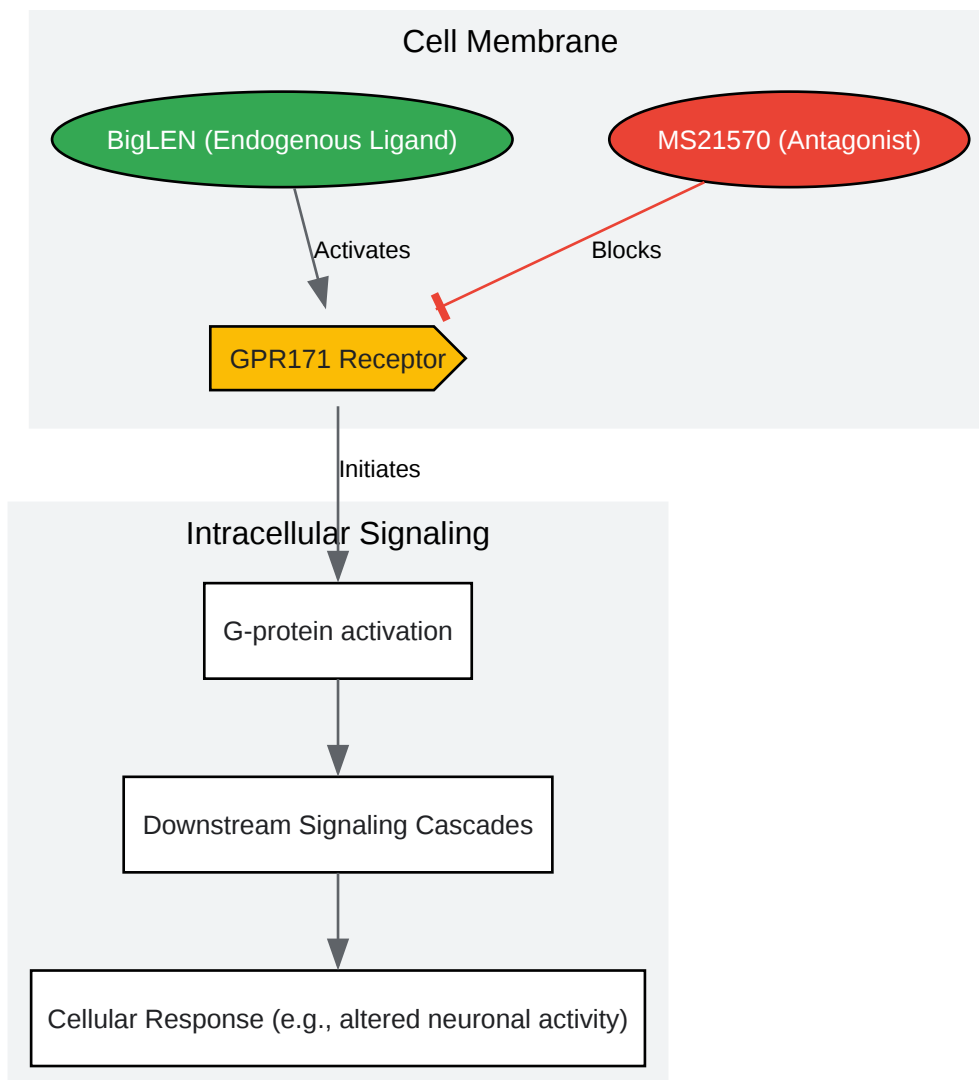 Cell Membrane
BigLEN (Endogenous Ligand)
MS21570 (Antagonist)
Activates
Blocks
GPR171 Receptor
Initiates
Intracellular Signaling
G-protein activation
Downstream Signaling Cascades
Cellular Response (e.g., altered neuronal activity)